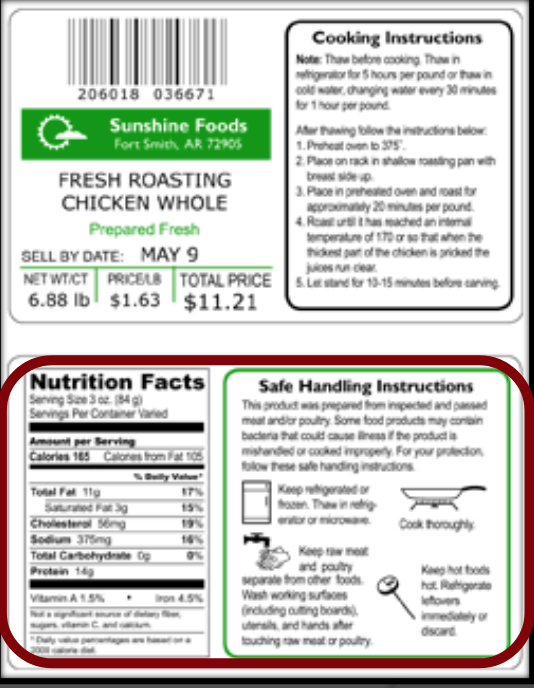 206018 036671
Sunshine Foods
Fort Smith, AR 72905
FRESH ROASTING
CHICKEN WHOLE
Prepared Fresh
SELL BY DATE: MAY 9
NET WT/CT PRICE/LB TOTAL PRICE
6.88 lb $1.63 $11.21
Cooking Instructions
Note: Thaw before cooking. Thaw in
refrigerator for 5 hours per pound or thaw in
cold water, changing water every 30 minutes
for 1 hour per pound.
After thawing follow the instructions below:
1. Preheat oven to 375°.
2. Place on rack in shallow roasting pan with
breast side up.
3. Place in preheated oven and roast for
approximately 20 minutes per pound.
4. Roast until it has reached an internal
temperature of 170 or so that when the
thickest part of the chicken is pricked the
juices run clear.
5. Let stand for 10-15 minutes before carving.
Nutrition Facts
Serving Size 3 oz. (84 g)
Servings Per Container Varied
Amount per Serving
Calories 165 Calories from Fat 105
% Daily Value*
Total Fat 11g 17%
Saturated Fat 3g 15%
Cholesterol 56mg 19%
Sodium 375mg 16%
Total Carbohydrate 0g 0%
Protein 14g
Vitamin A 1.5% • Iron 4.5%
Not a significant source of dietary fiber,
sugars, vitamin C, and calcium.
* Daily value percentages are based on a
2000 calorie diet.
Safe Handling Instructions
This product was prepared from inspected and passed
meat and/or poultry. Some food products may contain
bacteria that could cause illness if the product is
mishandled or cooked improperly. For your protection,
follow these safe handling instructions.
Keep refrigerated or
frozen. Thaw in refrig-
erator or microwave.
Cook thoroughly.
Keep raw meat
and poultry
separate from other foods.
Wash working surfaces
(including cutting boards),
utensils, and hands after
touching raw meat or poultry.
Keep hot foods
hot. Refrigerate
leftovers
immediately or
discard.